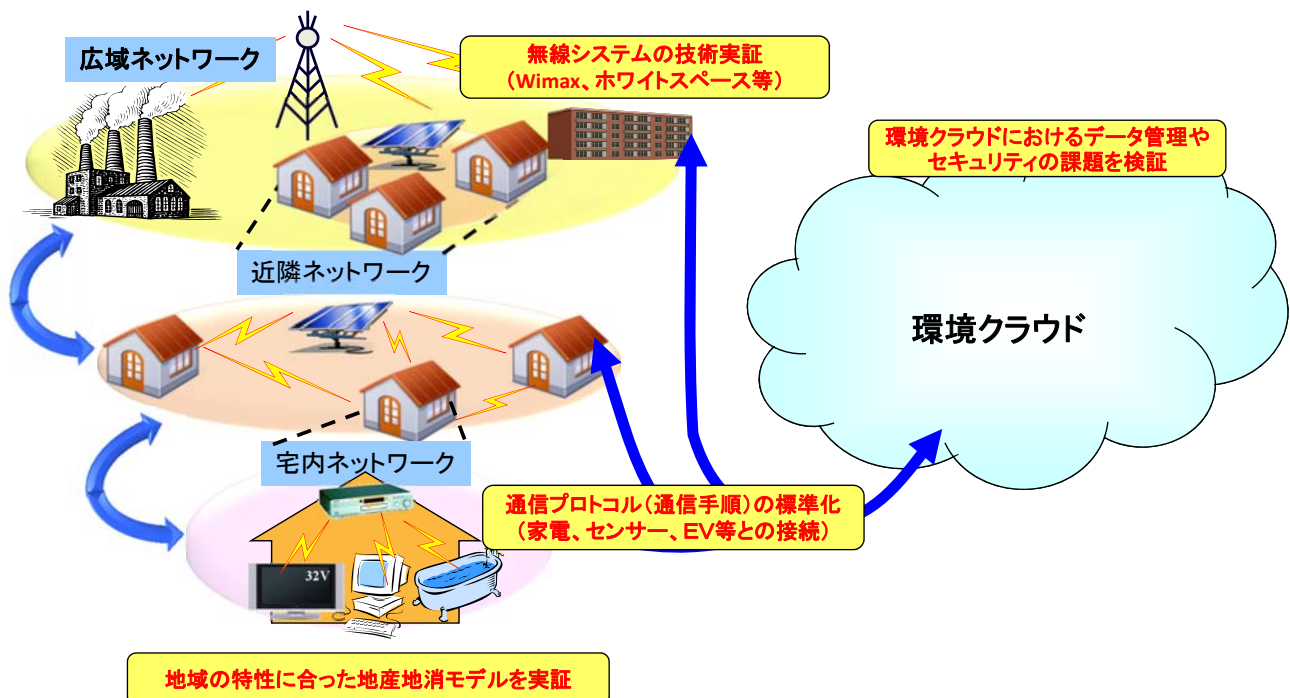 広域ネットワーク
無線システムの技術実証
（Wimax、ホワイトスペース等）
環境クラウドにおけるデータ管理や
セキュリティの課題を検証
近隣ネットワーク
環境クラウド
宅内ネットワーク
通信プロトコル（通信手順）の標準化
（家電、センサー、EV等との接続）
32V
地域の特性に合った地産地消モデルを実証